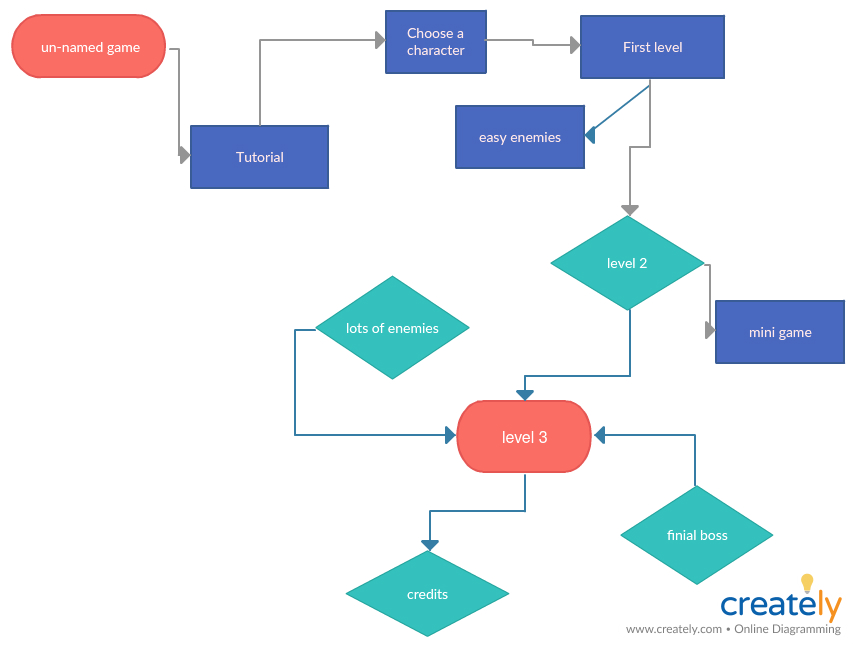 un-named game
Choose a
character
First level
easy enemies
Tutorial
level 2
lots of enemies
mini game
level 3
finial boss
credits
creately
www.creately.com • Online Diagramming